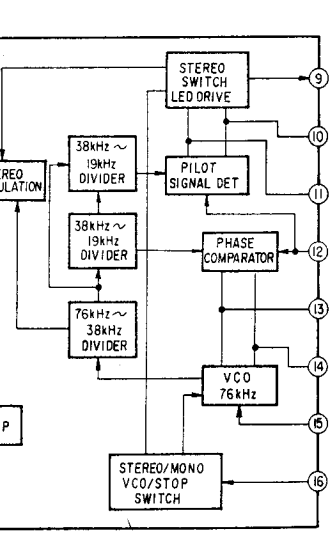 STEREO
SWITCH
LED DRIVE
9
10
38kHz ~
19kHz
DIVIDER
PILOT
SIGNAL DET
11
38kHz ~
19kHz
DIVIDER
PHASE
COMPARATOR
12
13
76kHz ~
38kHz
DIVIDER
14
VCO
76kHz
15
P
STEREO/MONO
VCO/STOP
SWITCH
16